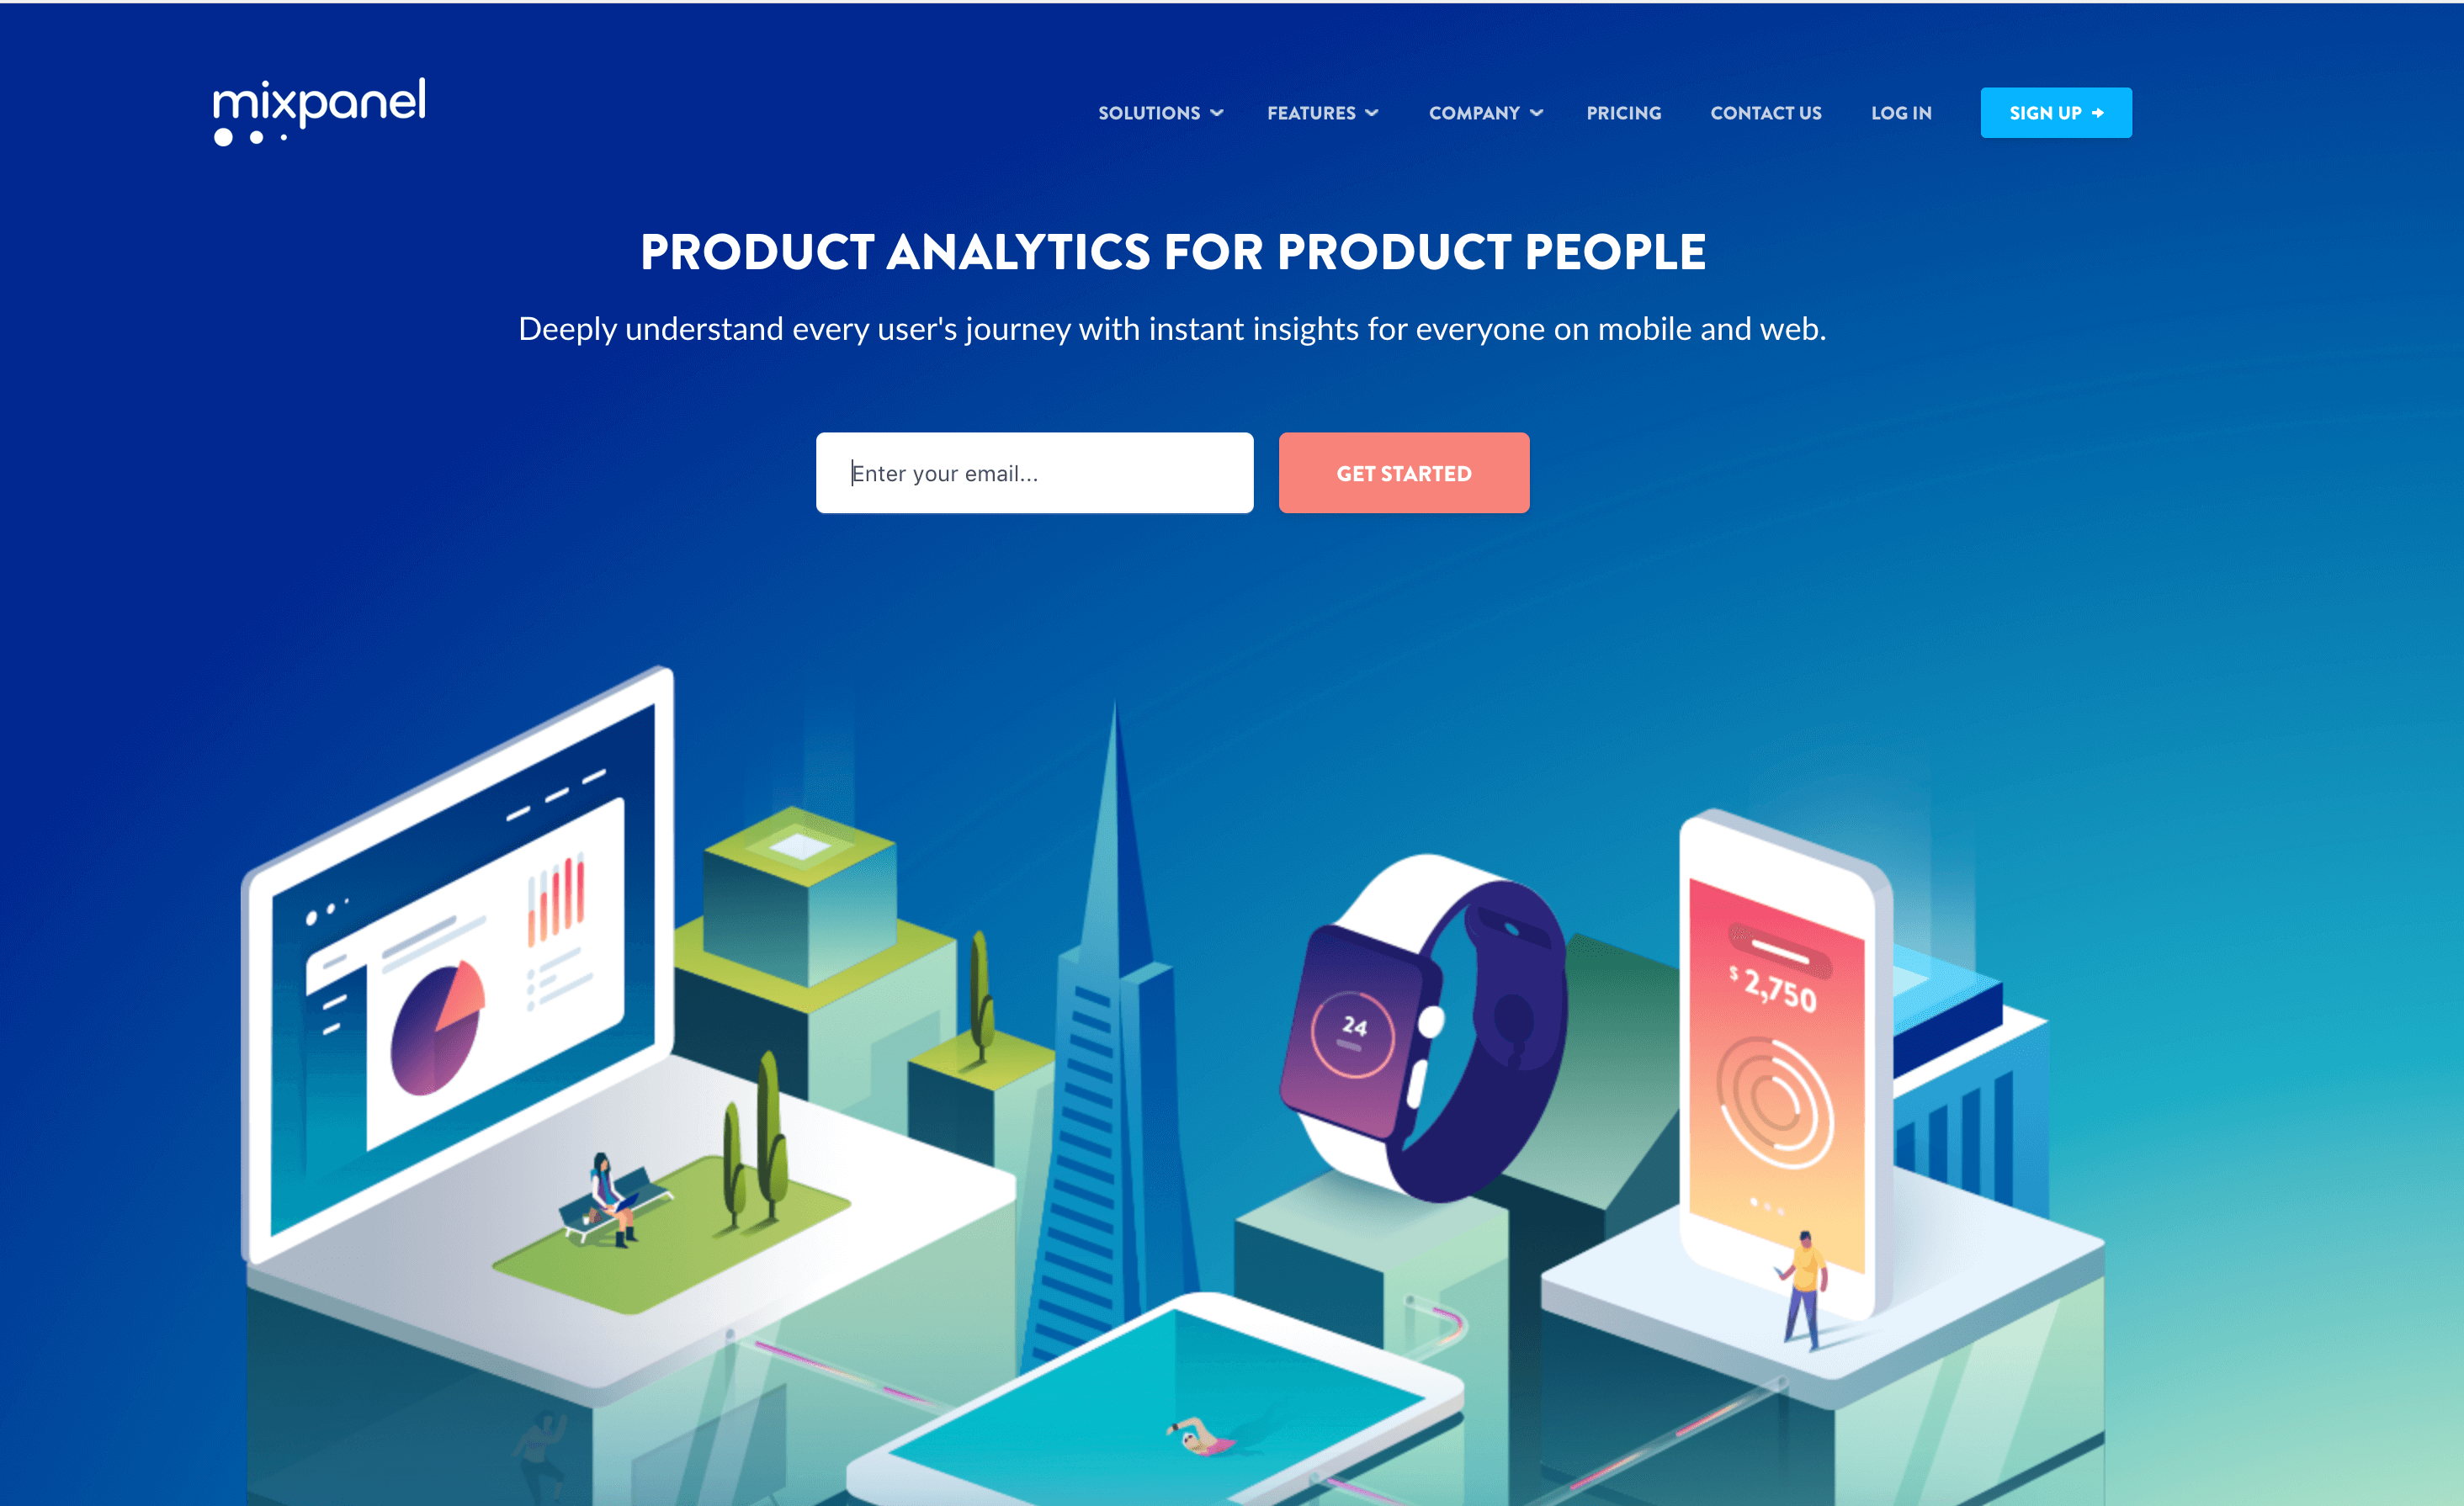 mixpanel
SOLUTIONS FEATURES COMPANY PRICING CONTACT US LOG IN SIGN UP →
PRODUCT ANALYTICS FOR PRODUCT PEOPLE
Deeply understand every user's journey with instant insights for everyone on mobile and web.
Enter your email... GET STARTED
$ 2,750
24